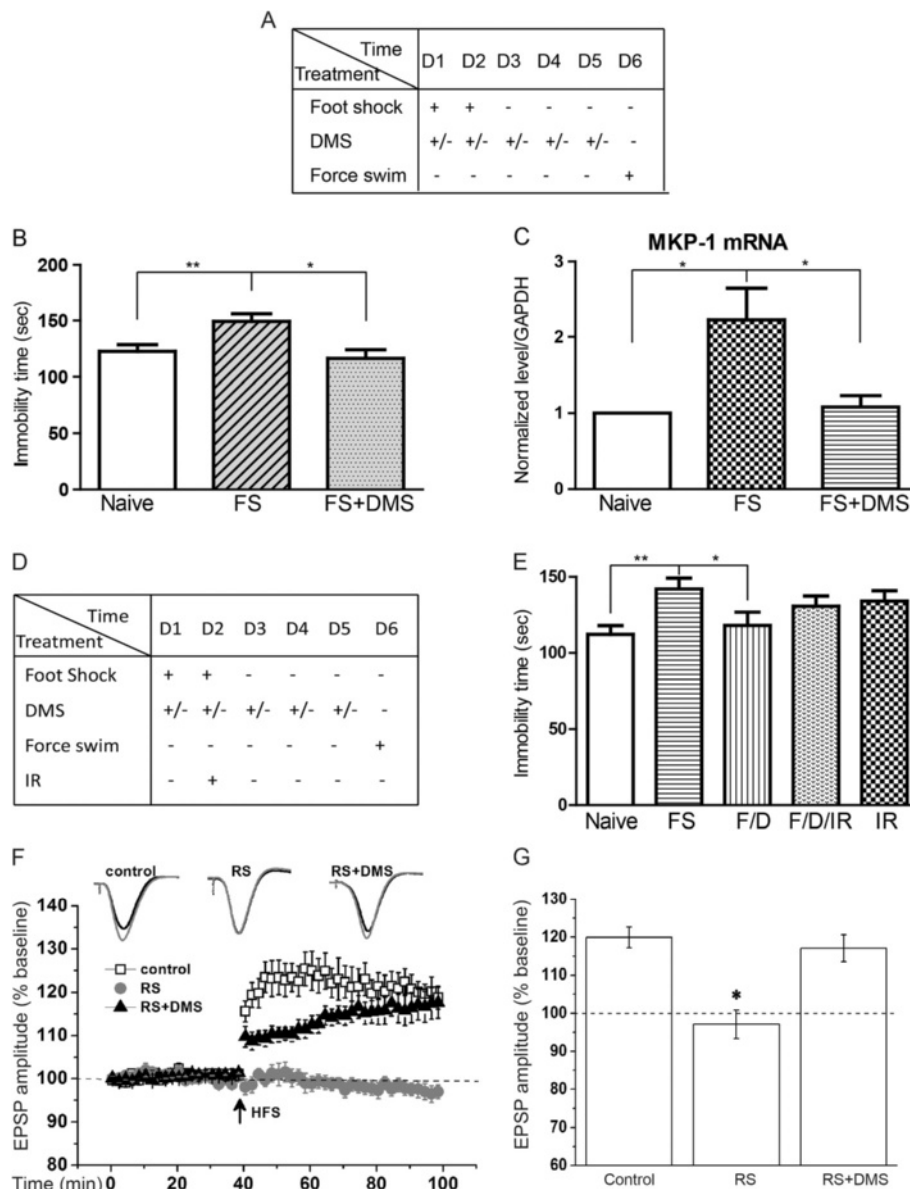 A
Time
Treatment
D1 D2 D3 D4 D5 D6
Foot shock + + - - - -
DMS +/- +/- +/- +/- +/- -
Force swim - - - - - +
B
Immobility time (sec)
200
150
100
50
0
** *
Naive FS FS+DMS
C
MKP-1 mRNA
Normalized level/GAPDH
3
2
1
0
* *
Naive FS FS+DMS
D
Time
Treatment
D1 D2 D3 D4 D5 D6
Foot Shock + + - - - -
DMS +/- +/- +/- +/- +/- -
Force swim - - - - - +
IR - + - - - -
E
Immobility time (sec)
150
100
50
0
** *
Naive FS F/D F/D/IR IR
F
control RS RS+DMS
EPSP amplitude (% baseline)
140
130
120
110
100
90
80
control
RS
RS+DMS
HFS
Time (min) 0 20 40 60 80 100
G
EPSP amplitude (% baseline)
130
120
110
100
90
80
70
60
*
Control RS RS+DMS